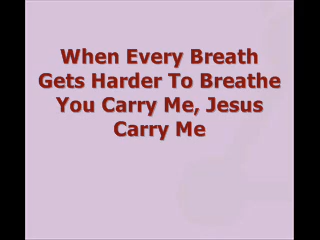 When Every Breath
Gets Harder To Breathe
You Carry Me, Jesus
Carry Me